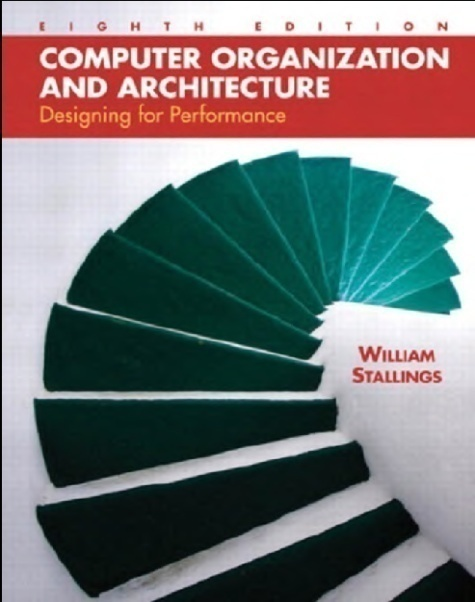 EIGHTH EDITION
COMPUTER ORGANIZATION
AND ARCHITECTURE
Designing for Performance
WILLIAM
STALLINGS